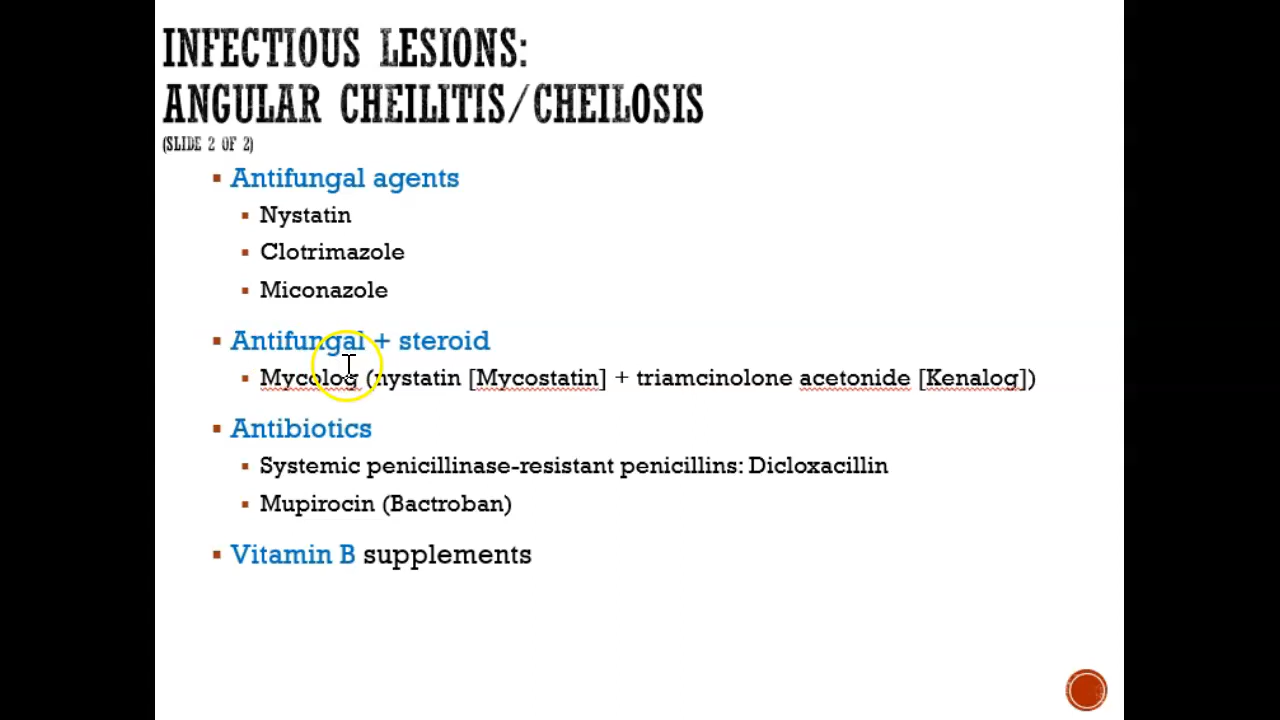 INFECTIOUS LESIONS:
ANGULAR CHEILITIS/CHEILOSIS
(SLIDE 2 OF 2)
Antifungal agents
Nystatin
Clotrimazole
Miconazole
Antifungal + steroid
Mycolog (nystatin [Mycostatin] + triamcinolone acetonide [Kenalog])
Antibiotics
Systemic penicillinase-resistant penicillins: Dicloxacillin
Mupirocin (Bactroban)
Vitamin B supplements